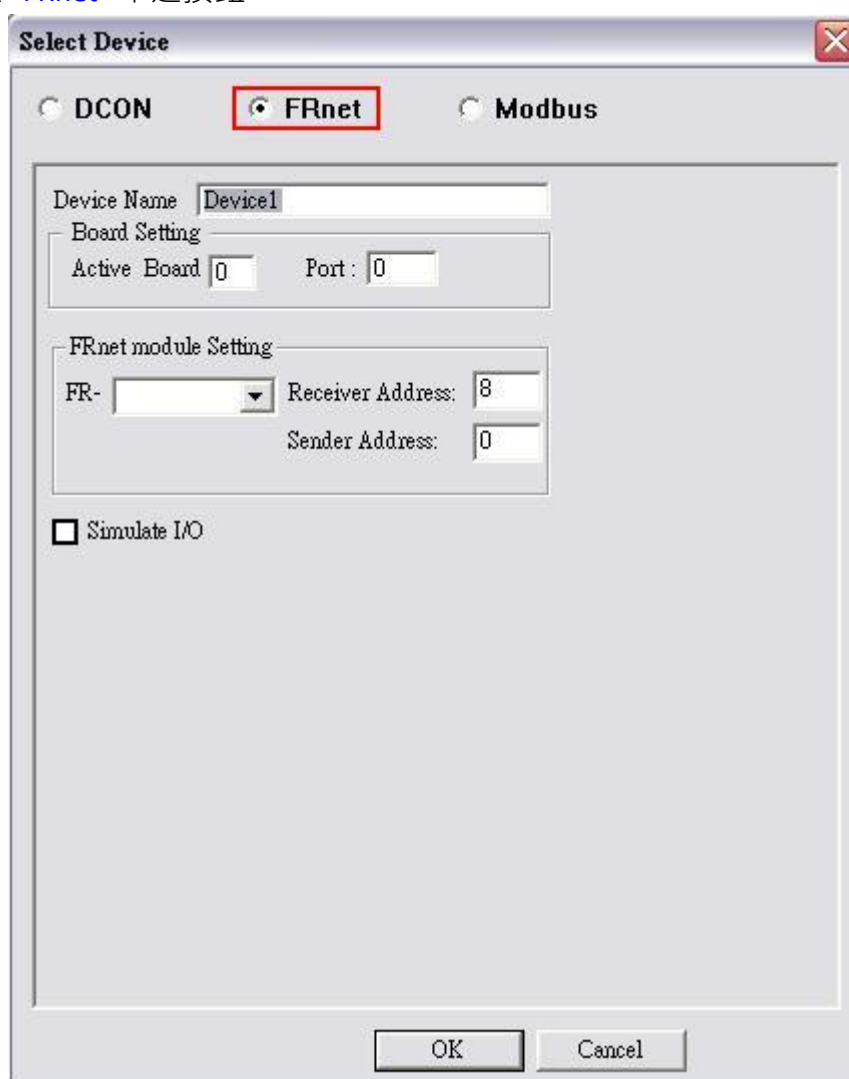 FRnet
Select Device
DCON FRnet Modbus
Device Name Device1
Board Setting
Active Board 0 Port : 0
FRnet module Setting
FR- Receiver Address: 8
Sender Address: 0
Simulate I/O
OK Cancel